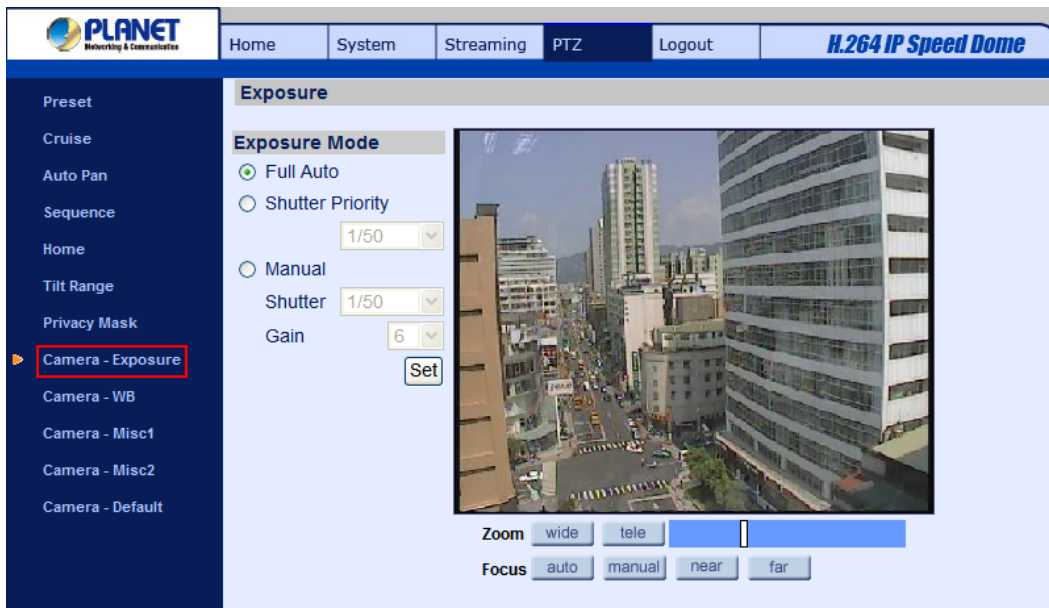 PLANET
Networking & Communication
Home System Streaming PTZ Logout H.264 IP Speed Dome
Preset
Cruise
Auto Pan
Sequence
Home
Tilt Range
Privacy Mask
Camera - Exposure
Camera - WB
Camera - Misc1
Camera - Misc2
Camera - Default
Exposure
Exposure Mode
Full Auto
Shutter Priority
1/50
Manual
Shutter 1/50
Gain 6
Set
Zoom wide tele
Focus auto manual near far